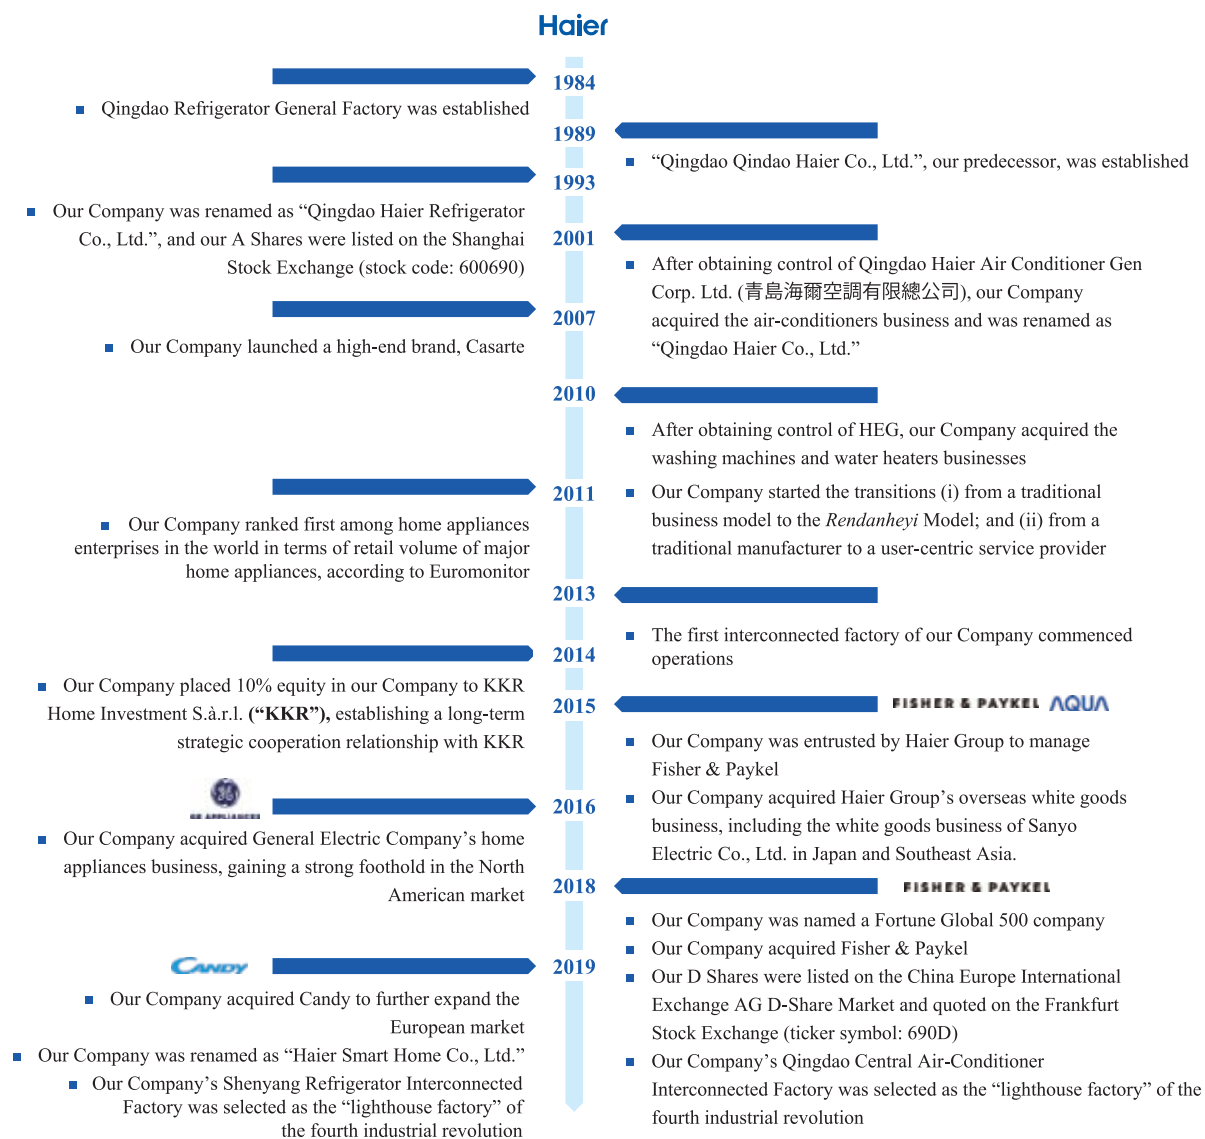 Haier
1984
Qingdao Refrigerator General Factory was established
1989
“Qingdao Qindao Haier Co., Ltd.”, our predecessor, was established
1993
Our Company was renamed as “Qingdao Haier Refrigerator
Co., Ltd.”, and our A Shares were listed on the Shanghai
Stock Exchange (stock code: 600690)
2001
After obtaining control of Qingdao Haier Air Conditioner Gen
Corp. Ltd. (青島海爾空調有限總公司), our Company
acquired the air-conditioners business and was renamed as
“Qingdao Haier Co., Ltd.”
2007
Our Company launched a high-end brand, Casarte
2010
After obtaining control of HEG, our Company acquired the
washing machines and water heaters businesses
Our Company started the transitions (i) from a traditional
business model to the Rendanheyi Model; and (ii) from a
traditional manufacturer to a user-centric service provider
2011
Our Company ranked first among home appliances
enterprises in the world in terms of retail volume of major
home appliances, according to Euromonitor
2013
The first interconnected factory of our Company commenced
operations
2014
Our Company placed 10% equity in our Company to KKR
Home Investment S.à.r.l. (“KKR”), establishing a long-term
strategic cooperation relationship with KKR
2015
FISHER & PAYKEL AQUA
Our Company was entrusted by Haier Group to manage
Fisher & Paykel
Our Company acquired Haier Group’s overseas white goods
business, including the white goods business of Sanyo
Electric Co., Ltd. in Japan and Southeast Asia.
GE APPLIANCES
2016
Our Company acquired General Electric Company’s home
appliances business, gaining a strong foothold in the North
American market
2018
FISHER & PAYKEL
Our Company was named a Fortune Global 500 company
Our Company acquired Fisher & Paykel
Our D Shares were listed on the China Europe International
Exchange AG D-Share Market and quoted on the Frankfurt
Stock Exchange (ticker symbol: 690D)
Our Company’s Qingdao Central Air-Conditioner
Interconnected Factory was selected as the “lighthouse factory” of the
fourth industrial revolution
CANDY
2019
Our Company acquired Candy to further expand the
European market
Our Company was renamed as “Haier Smart Home Co., Ltd.”
Our Company’s Shenyang Refrigerator Interconnected
Factory was selected as the “lighthouse factory” of
the fourth industrial revolution